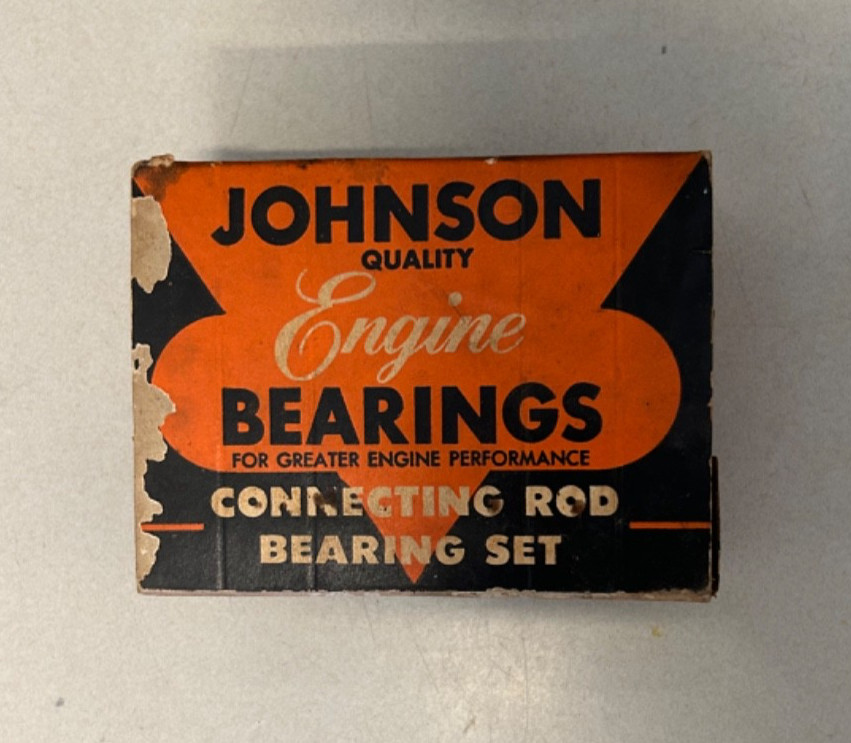 JOHNSON
QUALITY
Engine
BEARINGS
FOR GREATER ENGINE PERFORMANCE
CONNECTING ROD
BEARING SET